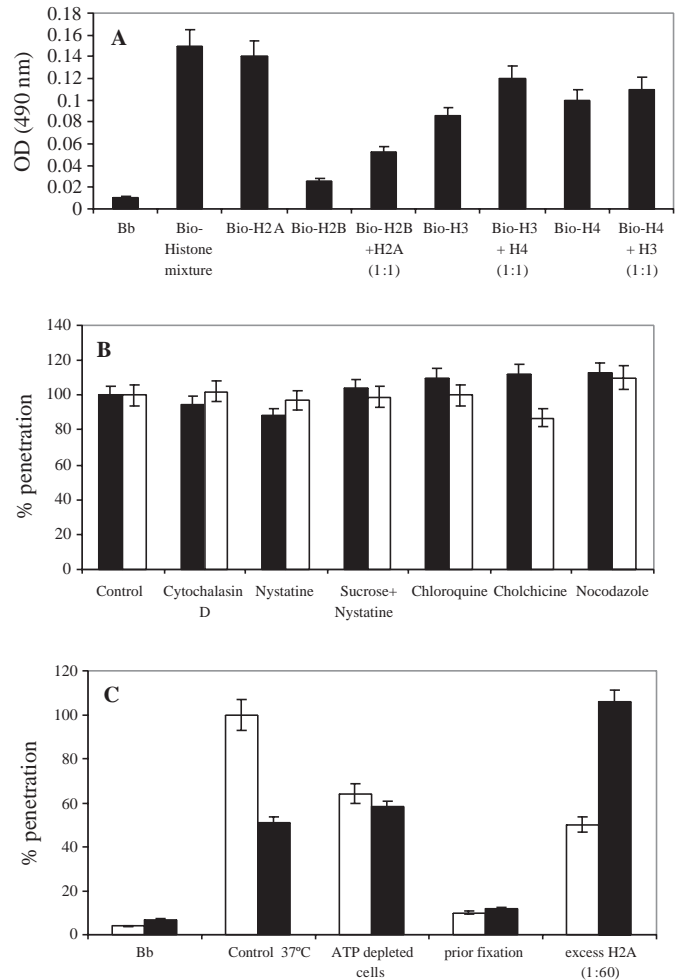 A
OD (490 nm)
0.18
0.16
0.14
0.12
0.1
0.08
0.06
0.04
0.02
0
Bb
Bio-
Histone
mixture
Bio-H2A
Bio-H2B
Bio-H2B
+H2A
(1:1)
Bio-H3
Bio-H3
+ H4
(1:1)
Bio-H4
Bio-H4
+ H3
(1:1)
B
% penetration
140
120
100
80
60
40
20
0
Control
Cytochalasin
D
Nystatine
Sucrose+
Nystatine
Chloroquine
Cholchicine
Nocodazole
C
% penetration
120
100
80
60
40
20
0
Bb
Control 37ºC
ATP depleted
cells
prior fixation
excess H2A
(1:60)